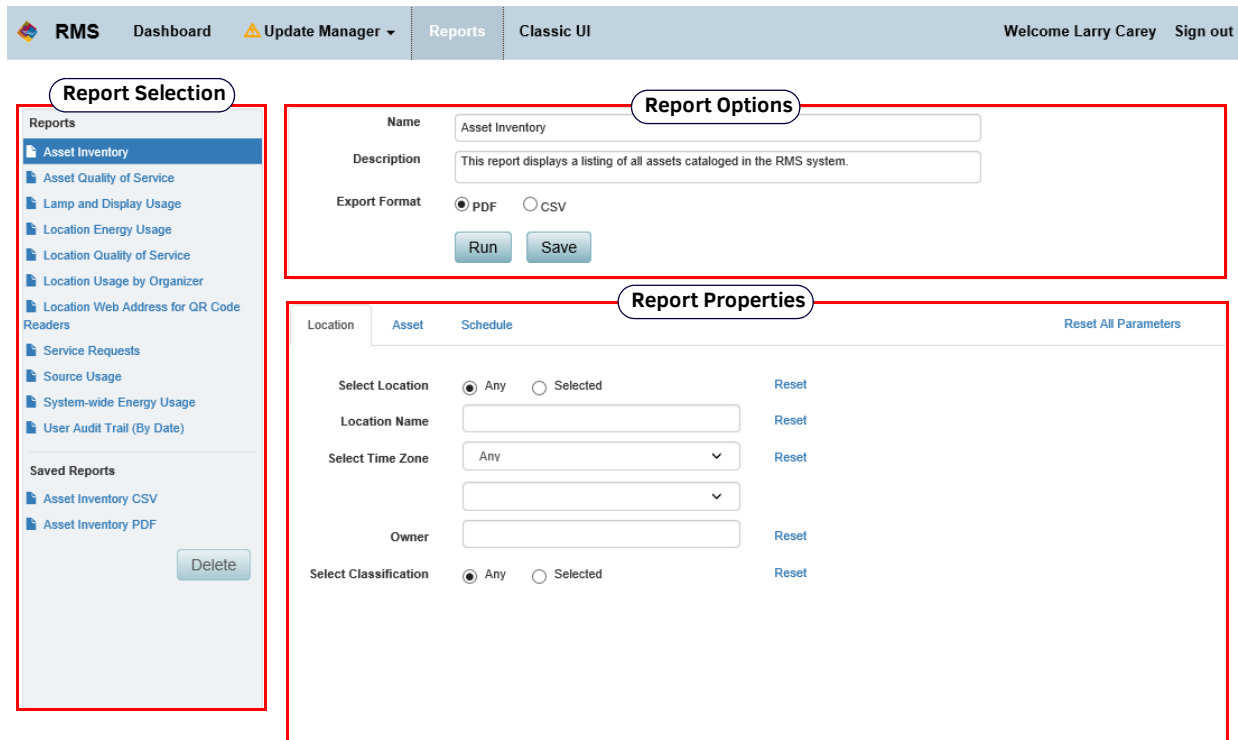 RMS Dashboard Update Manager Reports Classic UI Welcome Larry Carey Sign out
Report Selection
Reports
Asset Inventory
Asset Quality of Service
Lamp and Display Usage
Location Energy Usage
Location Quality of Service
Location Usage by Organizer
Location Web Address for QR Code
Readers
Service Requests
Source Usage
System-wide Energy Usage
User Audit Trail (By Date)
Saved Reports
Asset Inventory CSV
Asset Inventory PDF
Delete
Report Options
Name Asset Inventory
Description This report displays a listing of all assets cataloged in the RMS system.
Export Format PDF CSV
Run Save
Report Properties
Location Asset Schedule Reset All Parameters
Select Location Any Selected Reset
Location Name Reset
Select Time Zone Any Reset
Owner Reset
Select Classification Any Selected Reset